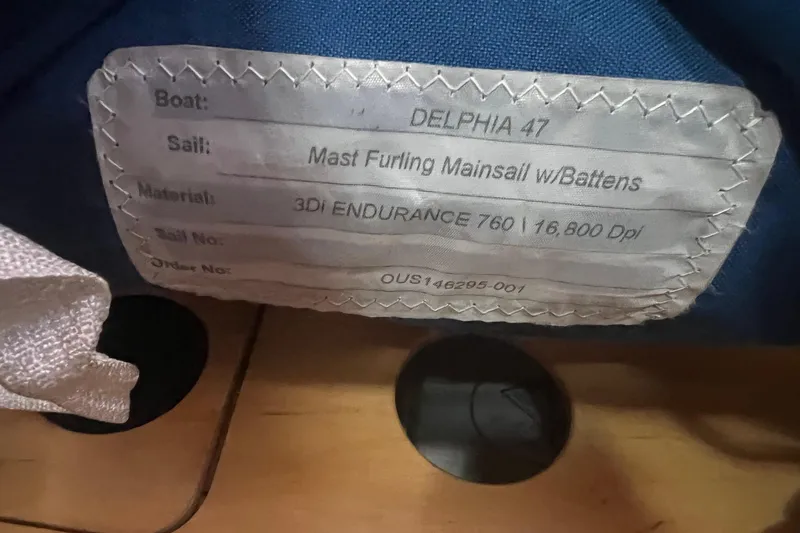 Boat: DELPHIA 47
Sail: Mast Furling Mainsail w/Battens
Material: 3Di ENDURANCE 760 \ 16,800 Dpi
Sail No:
Order No: OUS146295-001